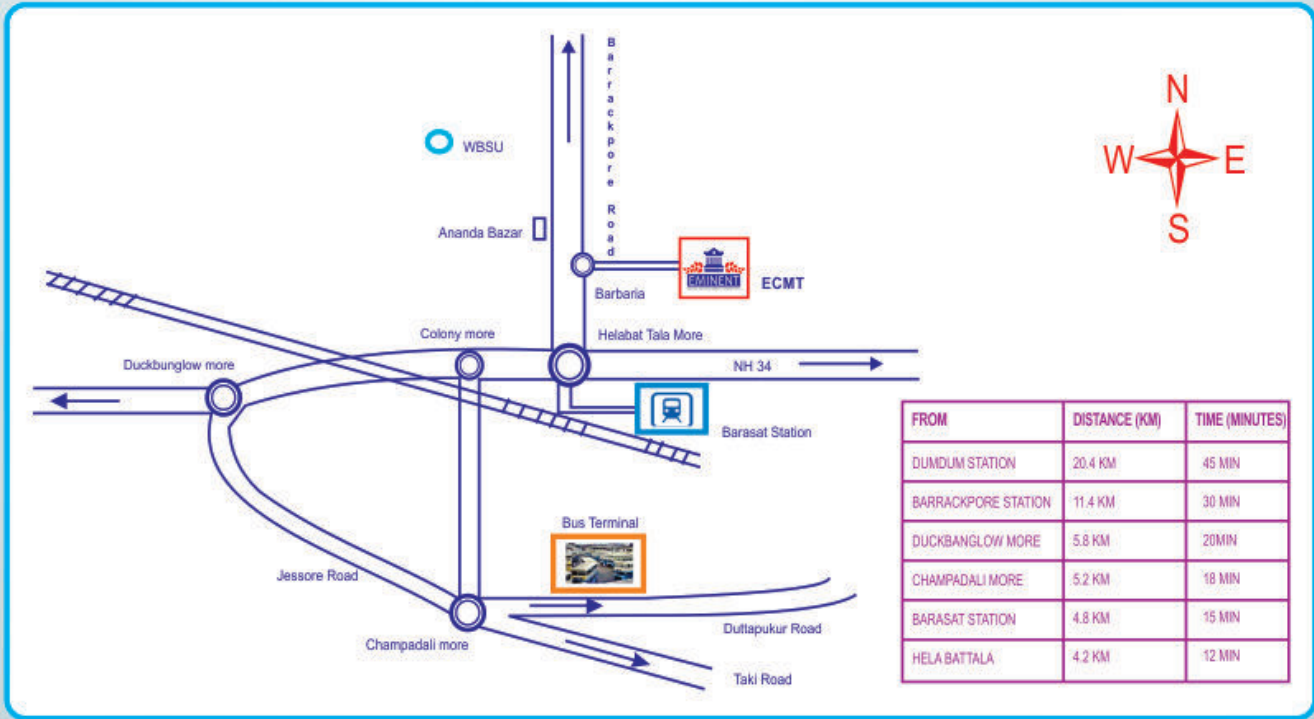 Barrackpore Road
N
W E
S
WBSU
Ananda Bazar
EMINENT
ECMT
Barbaria
Colony more
Helabat Tala More
Duckbunglow more
NH 34
Barasat Station
Bus Terminal
Jessore Road
Duttapukur Road
Champadali more
Taki Road
FROM DISTANCE (KM) TIME (MINUTES)
DUMDUM STATION 20.4 KM 45 MIN
BARRACKPORE STATION 11.4 KM 30 MIN
DUCKBANGLOW MORE 5.8 KM 20MIN
CHAMPADALI MORE 5.2 KM 18 MIN
BARASAT STATION 4.8 KM 15 MIN
HELA BATTALA 4.2 KM 12 MIN